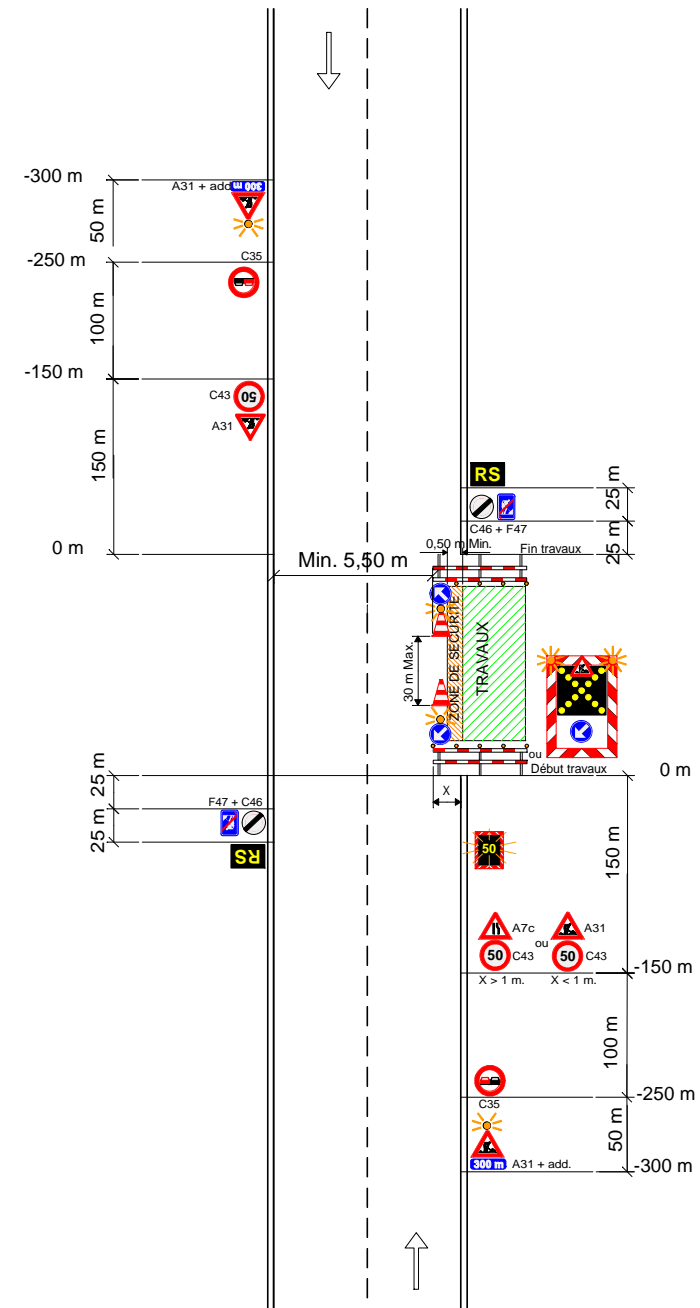 -300 m
A31 + add.
300 m
50 m
-250 m
C35
100 m
-150 m
C43
50
A31
150 m
RS
25 m
C46 + F47
0,50 m Min.
Fin travaux
25 m
0 m
Min. 5,50 m
ZONE DE SECURITE
TRAVAUX
30 m Max.
ou
Début travaux
0 m
25 m
X
F47 + C46
25 m
RS
50
150 m
A7c
A31
ou
50
C43
50
C43
X > 1 m.
X < 1 m.
-150 m
100 m
C35
-250 m
50 m
300 m
A31 + add.
-300 m